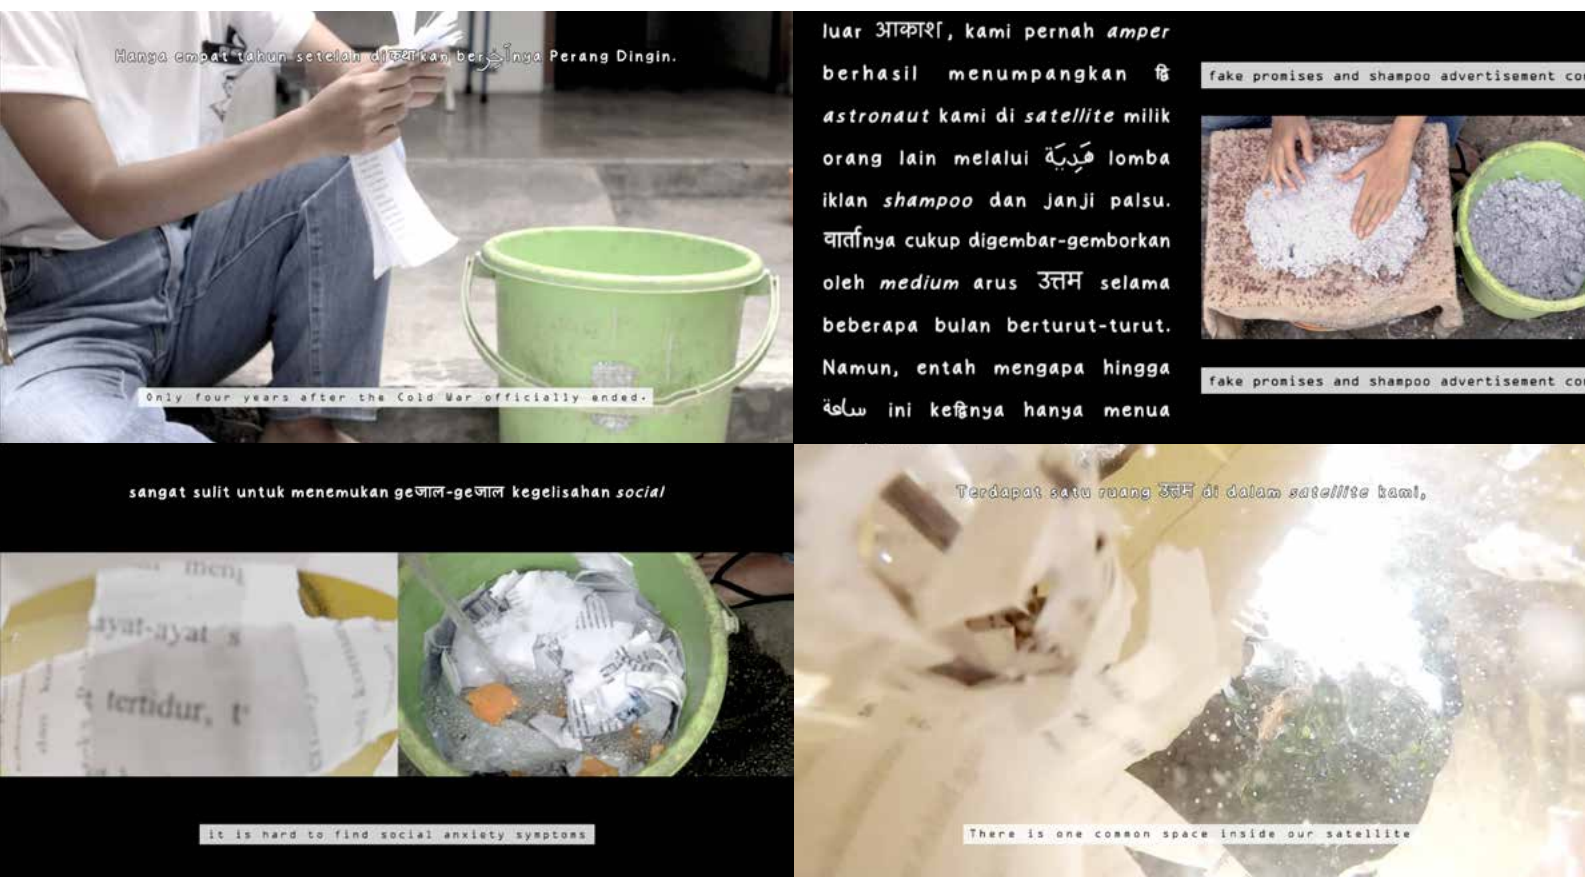 Hanya empat tahun setelah diकथाkan berآخِرnya Perang Dingin.
Only four years after the Cold War officially ended.
luar आकाश, kami pernah amper
berhasil menumpangkan द्वि
astronaut kami di satellite milik
orang lain melalui هَدِيَة lomba
iklan shampoo dan janji palsu.
वार्ताnya cukup digembar-gemborkan
oleh medium arus उत्तम selama
beberapa bulan berturut-turut.
Namun, entah mengapa hingga
ساعة ini keद्विnya hanya menua
fake promises and shampoo advertisement
fake promises and shampoo advertisement
sangat sulit untuk menemukan geजाल-geजाल kegelisahan social
ayat-ayat s
tertidur,
it is hard to find social anxiety symptoms
Terdapat satu ruang उत्तम di dalam satellite kami,
There is one common space inside our satellite